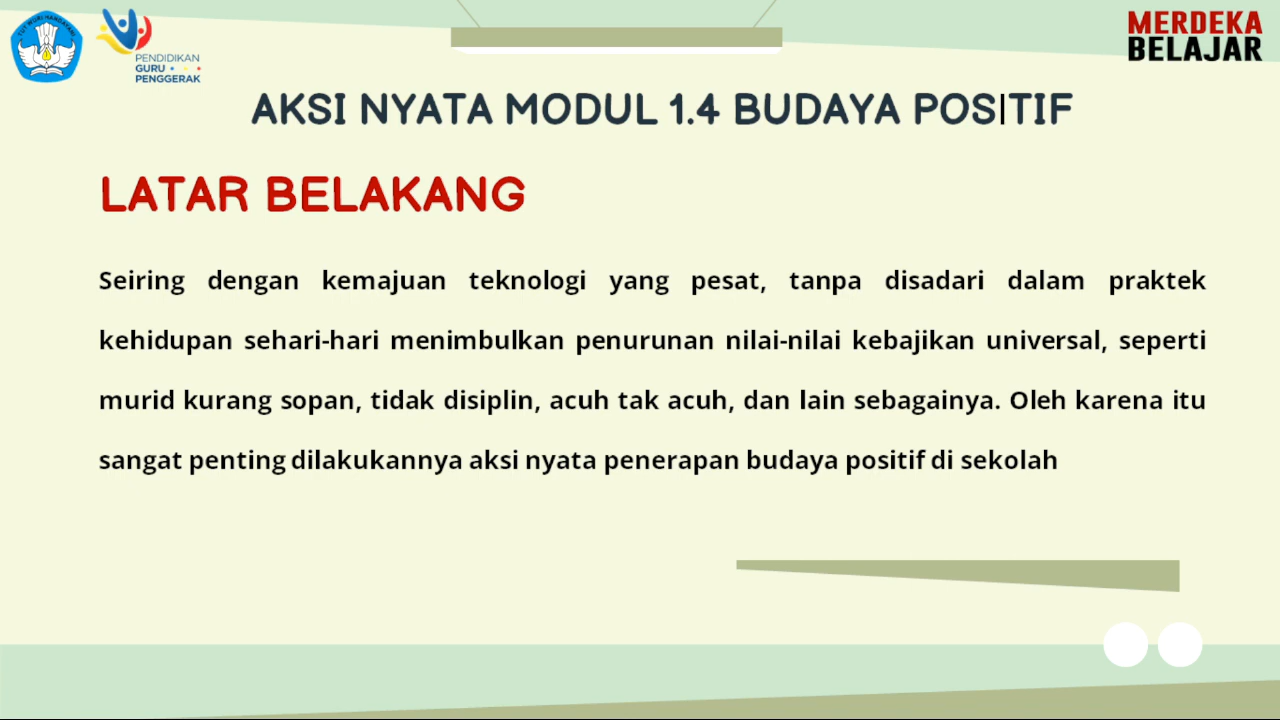 TUT WURI HANDAYANI
PENDIDIKAN
GURU
PENGGERAK
MERDEKA
BELAJAR
AKSI NYATA MODUL 1.4 BUDAYA POSITIF
LATAR BELAKANG
Seiring dengan kemajuan teknologi yang pesat, tanpa disadari dalam praktek
kehidupan sehari-hari menimbulkan penurunan nilai-nilai kebajikan universal, seperti
murid kurang sopan, tidak disiplin, acuh tak acuh, dan lain sebagainya. Oleh karena itu
sangat penting dilakukannya aksi nyata penerapan budaya positif di sekolah